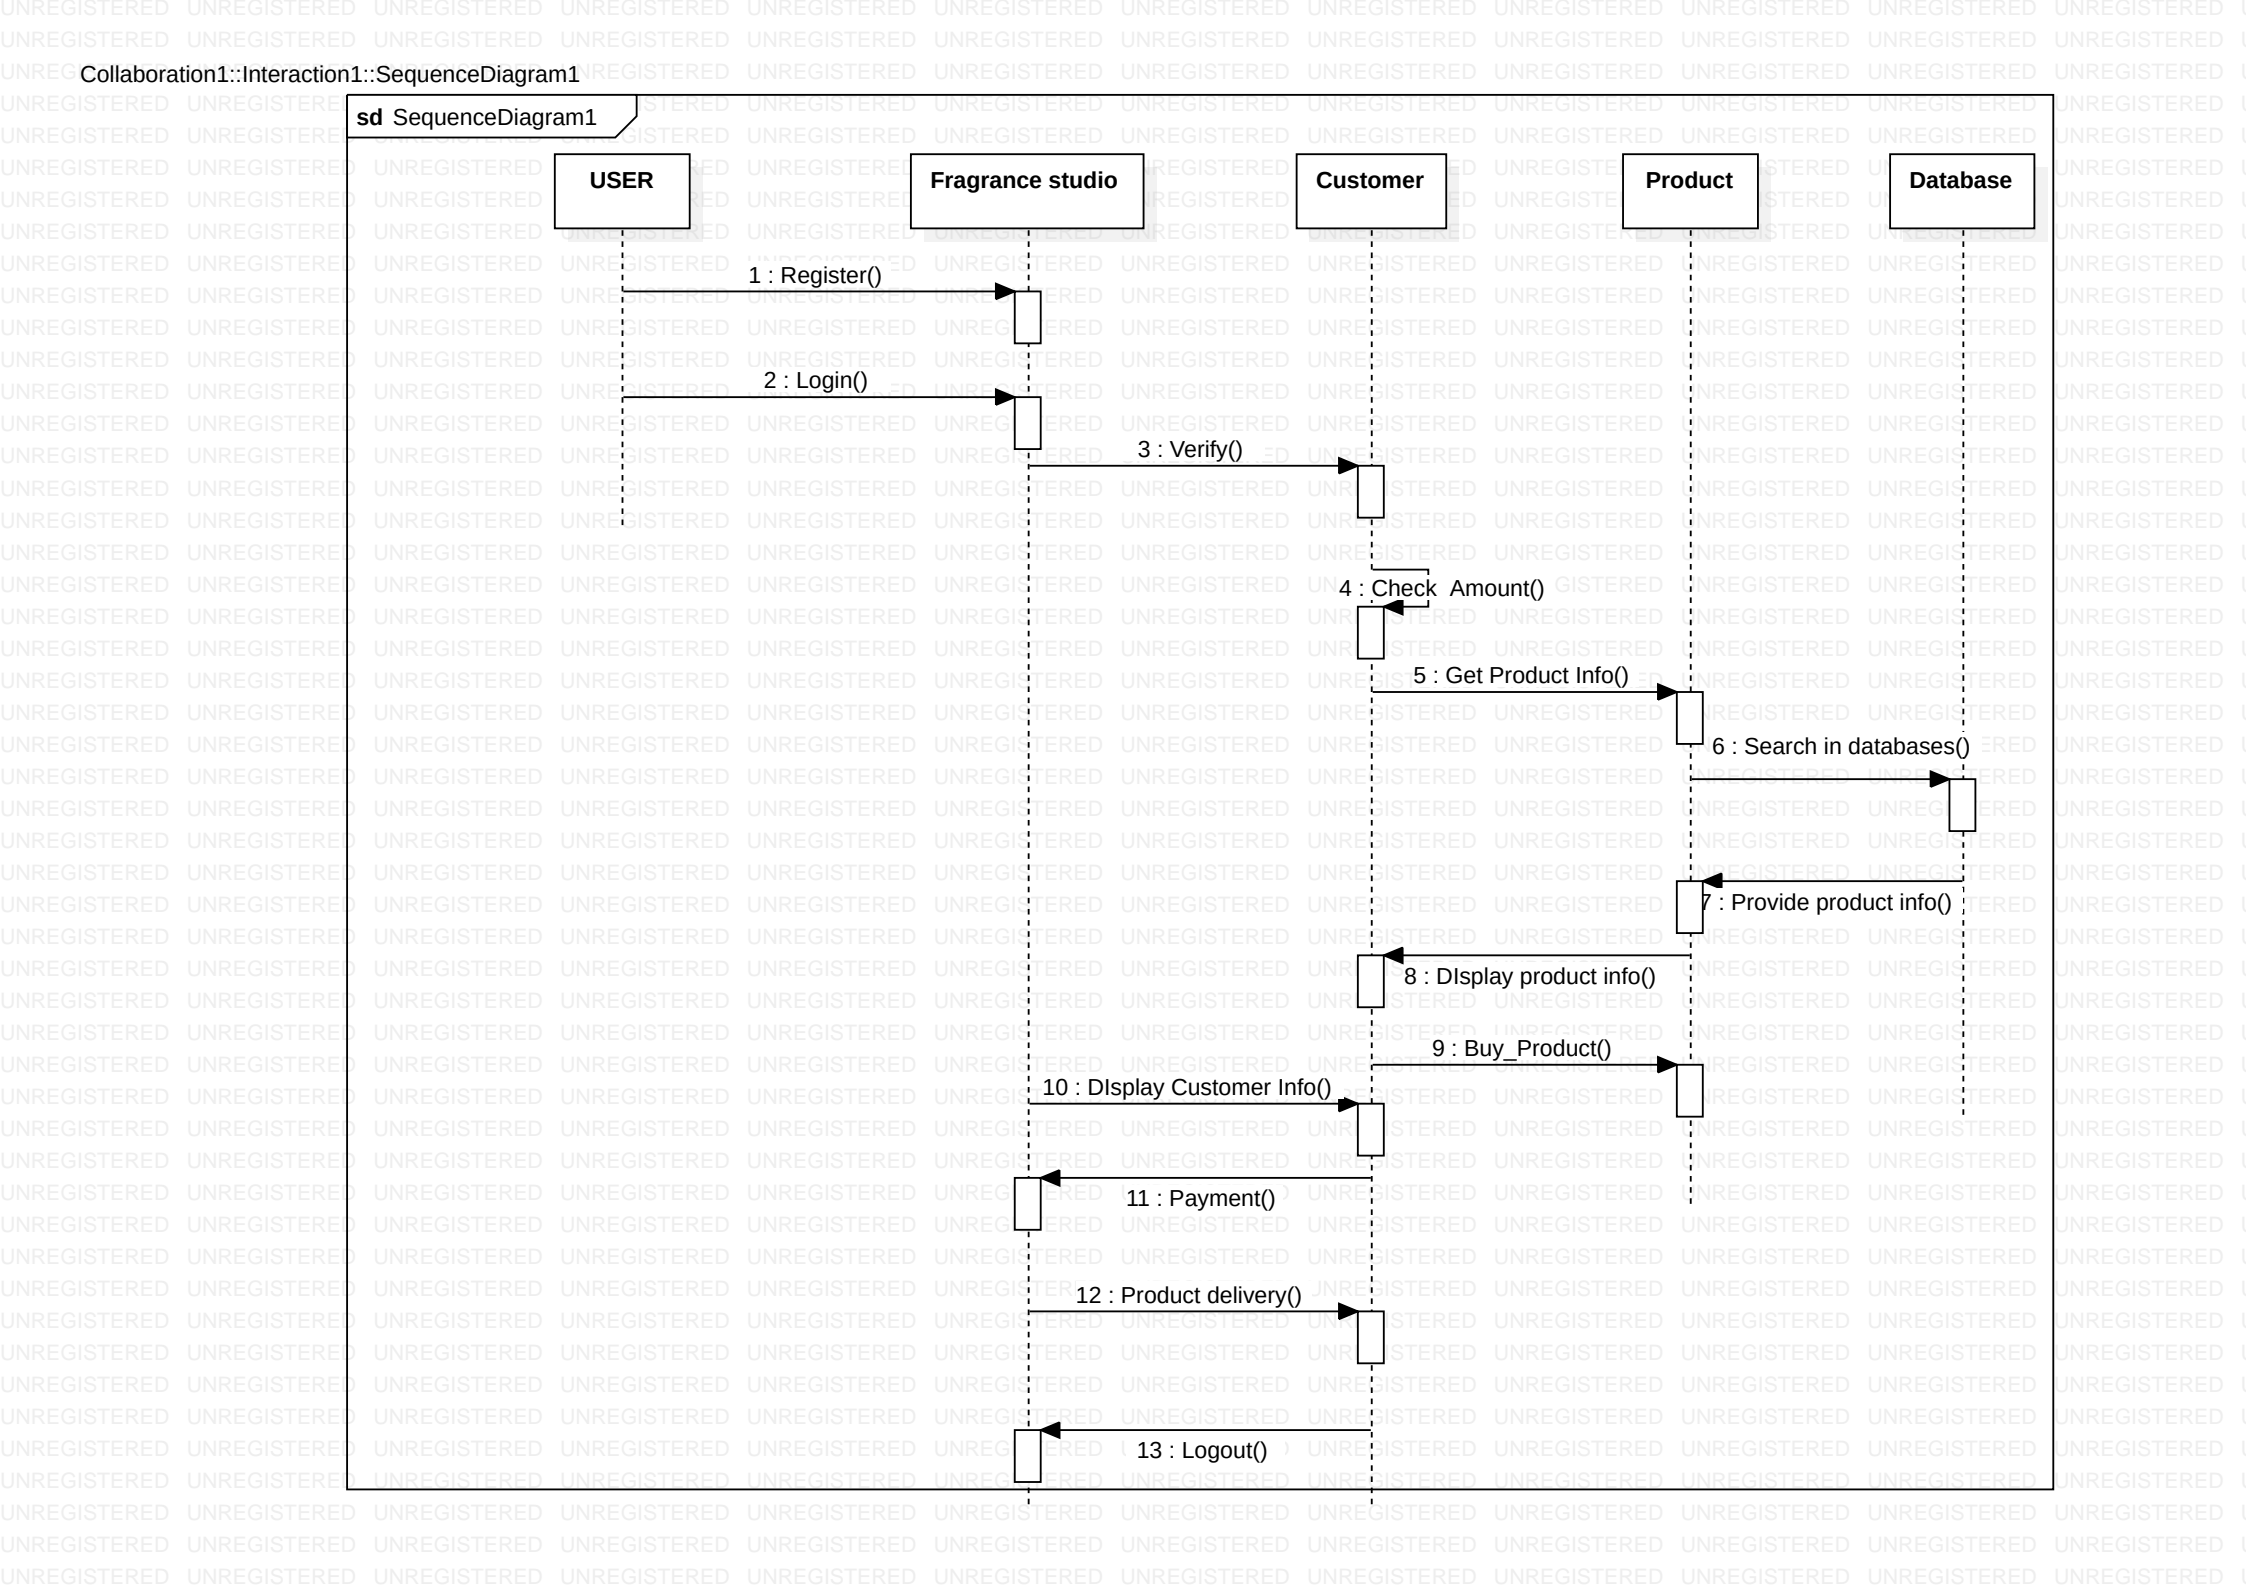 Collaboration1::Interaction1::SequenceDiagram1
sd SequenceDiagram1
USER
Fragrance studio
Customer
Product
Database
1 : Register()
2 : Login()
3 : Verify()
4 : Check Amount()
5 : Get Product Info()
6 : Search in databases()
7 : Provide product info()
8 : DIsplay product info()
9 : Buy_Product()
10 : DIsplay Customer Info()
11 : Payment()
12 : Product delivery()
13 : Logout()
UNREGISTERED